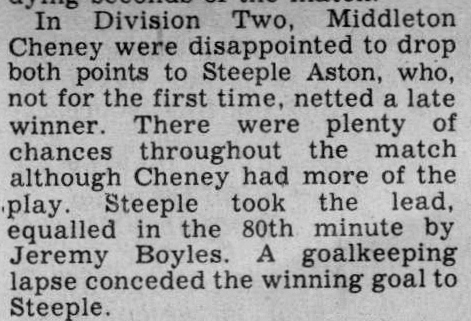 In Division Two, Middleton
Cheney were disappointed to drop
both points to Steeple Aston, who,
not for the first time, netted a late
winner. There were plenty of
chances throughout the match
although Cheney had more of the
play. Steeple took the lead,
equalled in the 80th minute by
Jeremy Boyles. A goalkeeping
lapse conceded the winning goal to
Steeple.